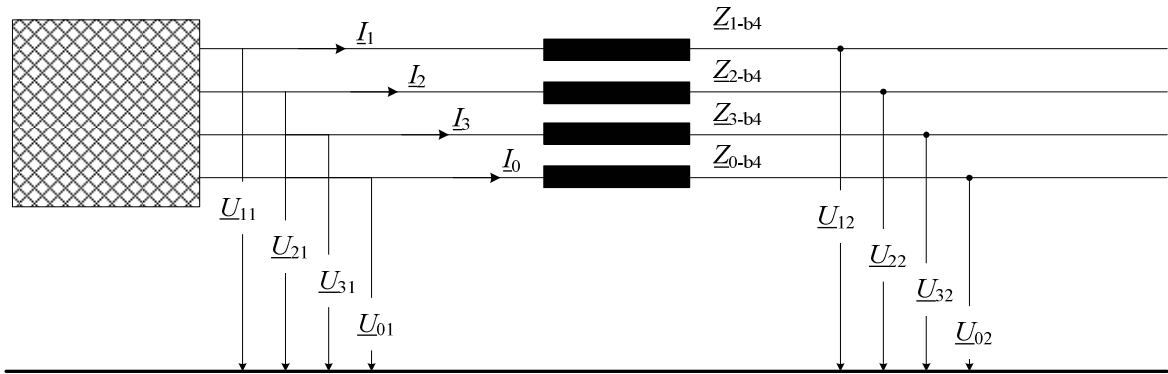 I1 Z1-b4
I2 Z2-b4
I3 Z3-b4
I0 Z0-b4
U11 U12
U21 U22
U31 U32
U01 U02